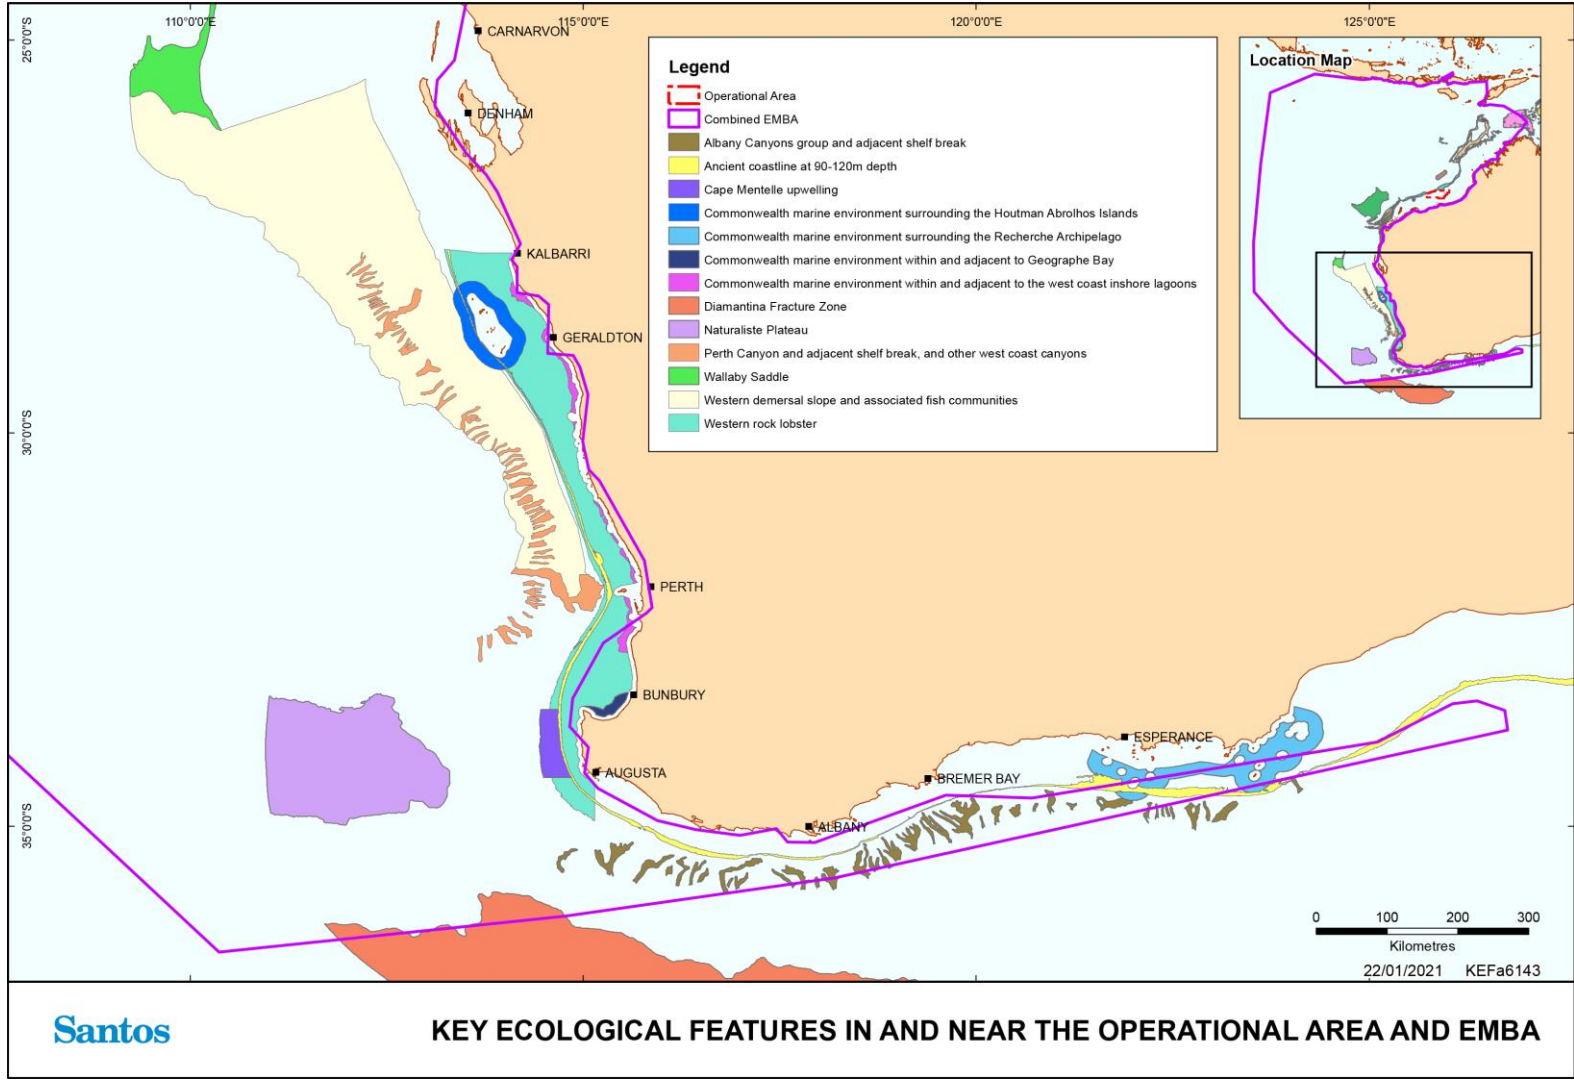 110°0'0"E
115°0'0"E
120°0'0"E
125°0'0"E
25°0'0"S
30°0'0"S
35°0'0"S
CARNARVON
DENHAM
KALBARRI
GERALDTON
PERTH
BUNBURY
AUGUSTA
ALBANY
BREMER BAY
ESPERANCE
Legend
Operational Area
Combined EMBA
Albany Canyons group and adjacent shelf break
Ancient coastline at 90-120m depth
Cape Mentelle upwelling
Commonwealth marine environment surrounding the Houtman Abrolhos Islands
Commonwealth marine environment surrounding the Recherche Archipelago
Commonwealth marine environment within and adjacent to Geographe Bay
Commonwealth marine environment within and adjacent to the west coast inshore lagoons
Diamantina Fracture Zone
Naturaliste Plateau
Perth Canyon and adjacent shelf break, and other west coast canyons
Wallaby Saddle
Western demersal slope and associated fish communities
Western rock lobster
Location Map
0 100 200 300
Kilometres
22/01/2021 KEFa6143
Santos
KEY ECOLOGICAL FEATURES IN AND NEAR THE OPERATIONAL AREA AND EMBA